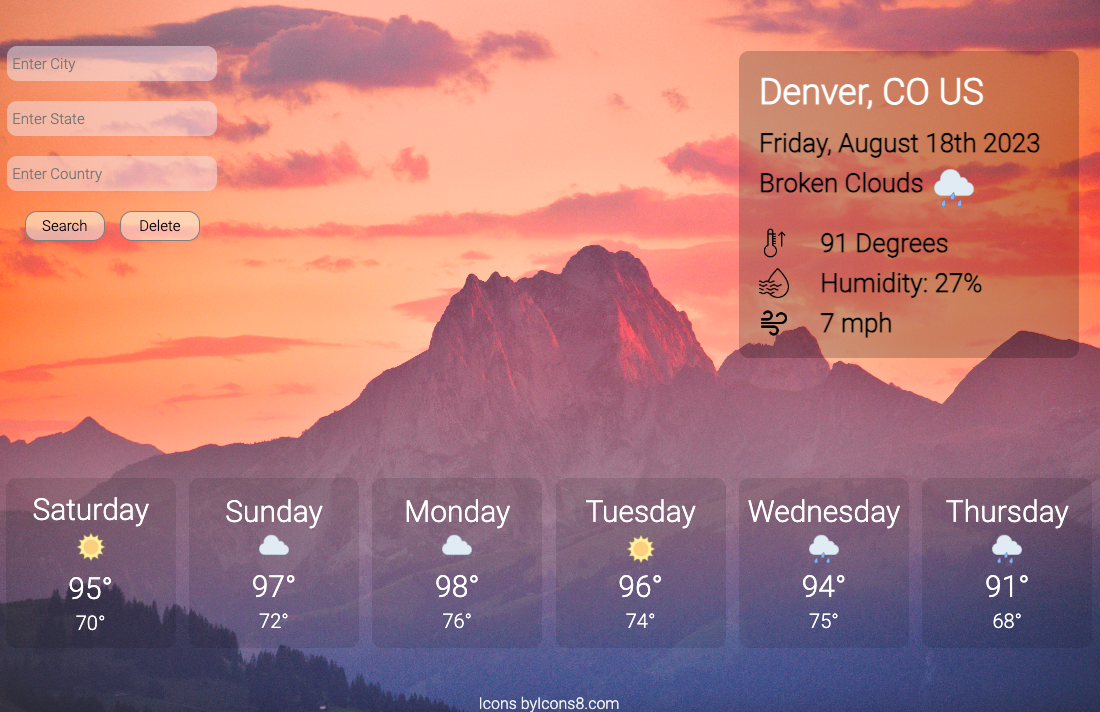 Enter City
Enter State
Enter Country
Search Delete
Denver, CO US
Friday, August 18th 2023
Broken Clouds
91 Degrees
Humidity: 27%
7 mph
Saturday
95°
70°
Sunday
97°
72°
Monday
98°
76°
Tuesday
96°
74°
Wednesday
94°
75°
Thursday
91°
68°
Icons byIcons8.com